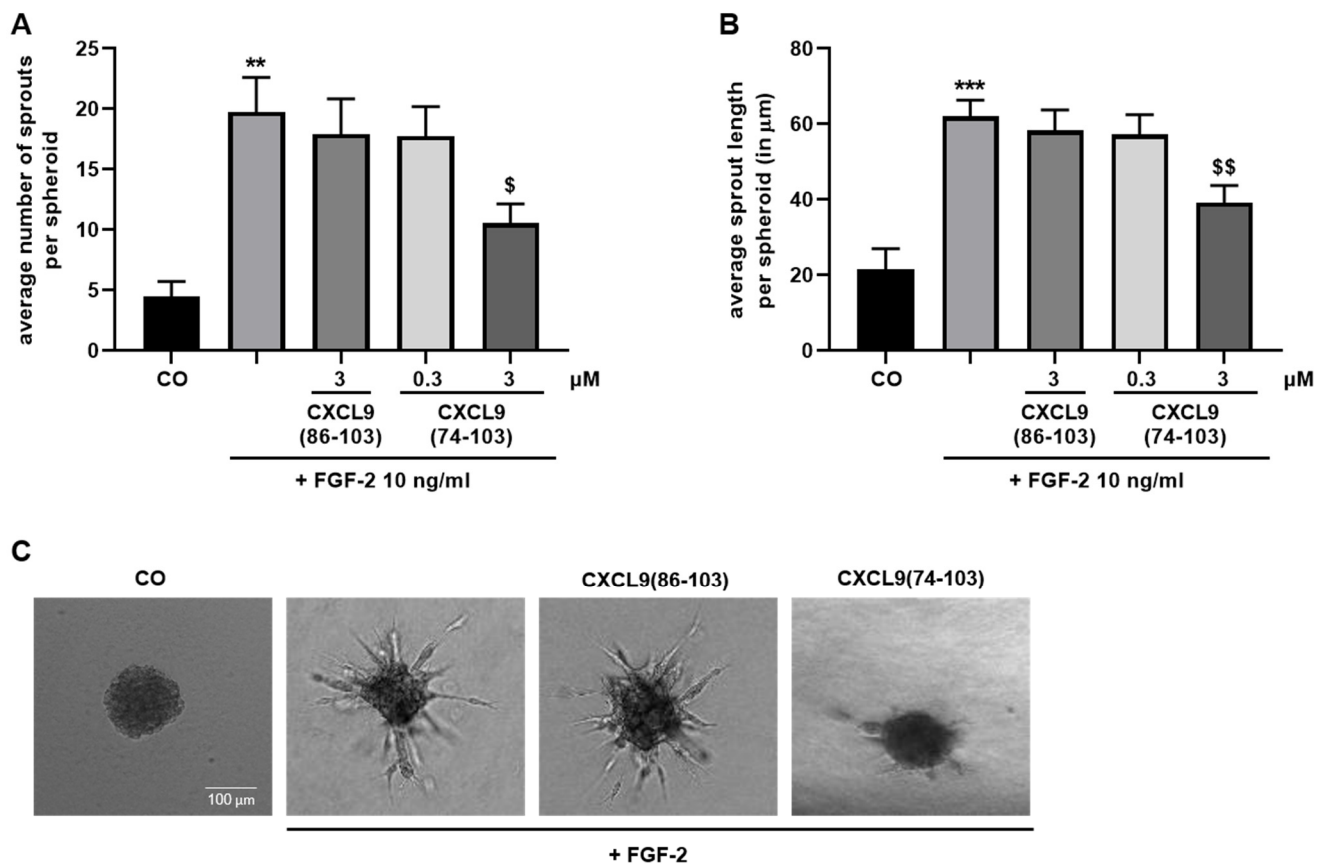 A
average number of sprouts
per spheroid
25
20
15
10
5
0
**
$
CO
3
0.3
3
µM
CXCL9
(86-103)
CXCL9
(74-103)
+ FGF-2 10 ng/ml
B
average sprout length
per spheroid (in µm)
80
60
40
20
0
***
$$
CO
3
0.3
3
µM
CXCL9
(86-103)
CXCL9
(74-103)
+ FGF-2 10 ng/ml
C
CO
CXCL9(86-103)
CXCL9(74-103)
100 µm
+ FGF-2